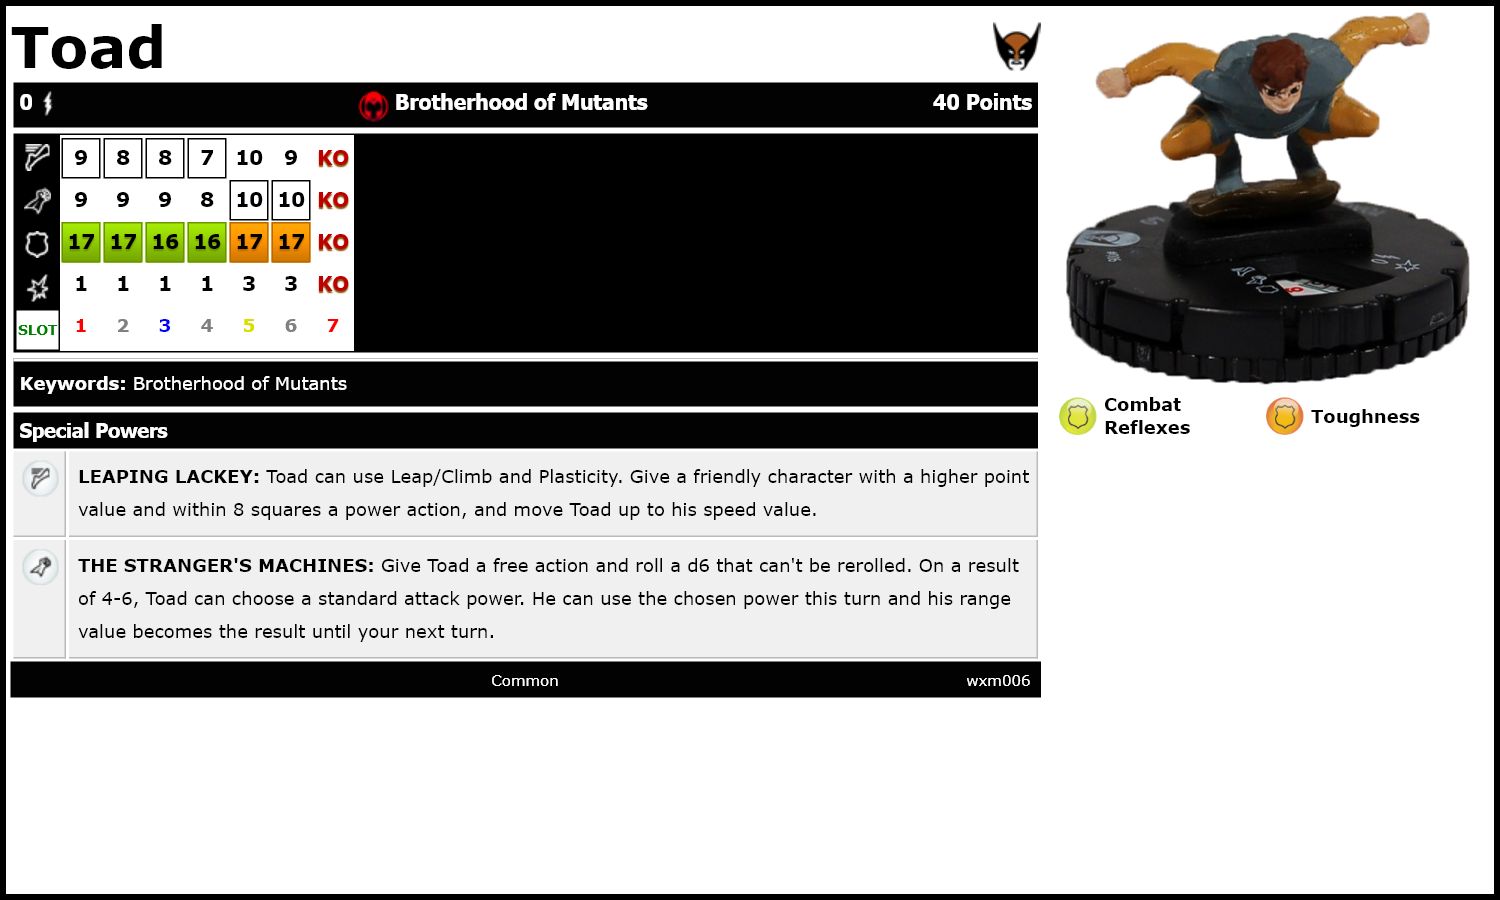 Toad
0 Brotherhood of Mutants 40 Points
9 8 8 7 10 9 KO
9 9 9 8 10 10 KO
17 17 16 16 17 17 KO
1 1 1 1 3 3 KO
SLOT 1 2 3 4 5 6 7
Keywords: Brotherhood of Mutants
Special Powers
LEAPING LACKEY: Toad can use Leap/Climb and Plasticity. Give a friendly character with a higher point
value and within 8 squares a power action, and move Toad up to his speed value.
THE STRANGER'S MACHINES: Give Toad a free action and roll a d6 that can't be rerolled. On a result
of 4-6, Toad can choose a standard attack power. He can use the chosen power this turn and his range
value becomes the result until your next turn.
Common wxm006
Combat
Reflexes
Toughness